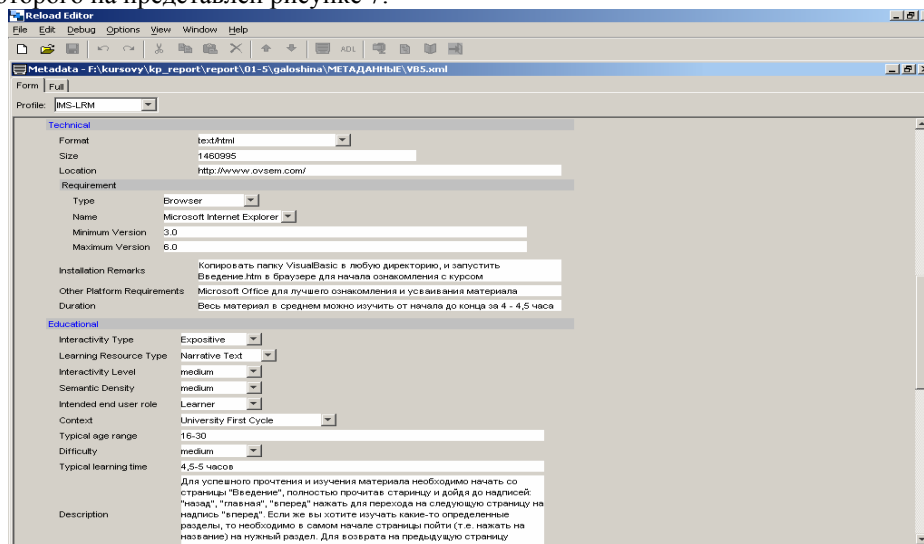 которого на представлен рисунке 7.
Reload Editor
File Edit Debug Options View Window Help
ADL
Metadata - F:\kursovy\kp_report\report\01-5\galoshina\МЕТАДАННЫЕ\VB5.xml
Form Full
Profile: IMS-LRM
Technical
Format text/html
Size 1460995
Location http://www.ovsem.com/
Requirement
Type Browser
Name Microsoft Internet Explorer
Minimum Version 3.0
Maximum Version 6.0
Installation Remarks Копировать папку VisualBasic в любую директорию, и запустить
Введение.htm в браузере для начала ознакомления с курсом
Other Platform Requirements Microsoft Office для лучшего ознакомления и усваивания материала
Duration Весь материал в среднем можно изучить от начала до конца за 4 - 4,5 часа
Educational
Interactivity Type Expositive
Learning Resource Type Narrative Text
Interactivity Level medium
Semantic Density medium
Intended end user role Learner
Context University First Cycle
Typical age range 16-30
Difficulty medium
Typical learning time 4,5-5 часов
Description Для успешного прочтения и изучения материала необходимо начать со
страницы "Введение", полностью прочитав старинцу и дойдя до надписей:
"назад", "главная", "вперед" нажать для перехода на следующую страницу на
надпись "вперед". Если же вы хотите изучать какие-то определенные
разделы, то необходимо в самом начале страницы пойти (т.е. нажать на
название) на нужный раздел. Для возврата на предыдущую страницу